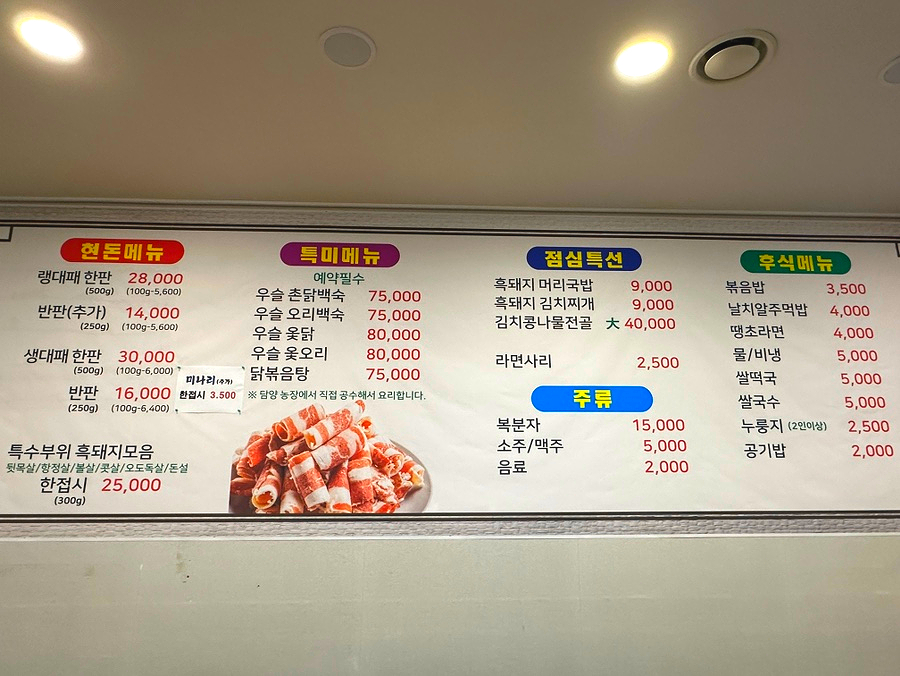 현돈메뉴
랭대패 한판 28,000
(500g) (100g-5,600)
반판(추가) 14,000
(250g) (100g-5,600)
생대패 한판 30,000
(500g) (100g-6,000)
반판 16,000
(250g) (100g-6,400)
미나리(추가)
한접시 3.500
특수부위 흑돼지모음
뒷목살/항정살/볼살/콧살/오도독살/돈설
한접시 25,000
(300g)
특미메뉴
예약필수
우슬 촌닭백숙 75,000
우슬 오리백숙 75,000
우슬 옻닭 80,000
우슬 옻오리 80,000
닭볶음탕 75,000
※ 담양 농장에서 직접 공수해서 요리합니다.
점심특선
흑돼지 머리국밥 9,000
흑돼지 김치찌개 9,000
김치콩나물전골 大 40,000
라면사리 2,500
주류
복분자 15,000
소주/맥주 5,000
음료 2,000
후식메뉴
볶음밥 3,500
날치알주먹밥 4,000
땡초라면 4,000
물/비냉 5,000
쌀떡국 5,000
쌀국수 5,000
누룽지 (2인이상) 2,500
공기밥 2,000